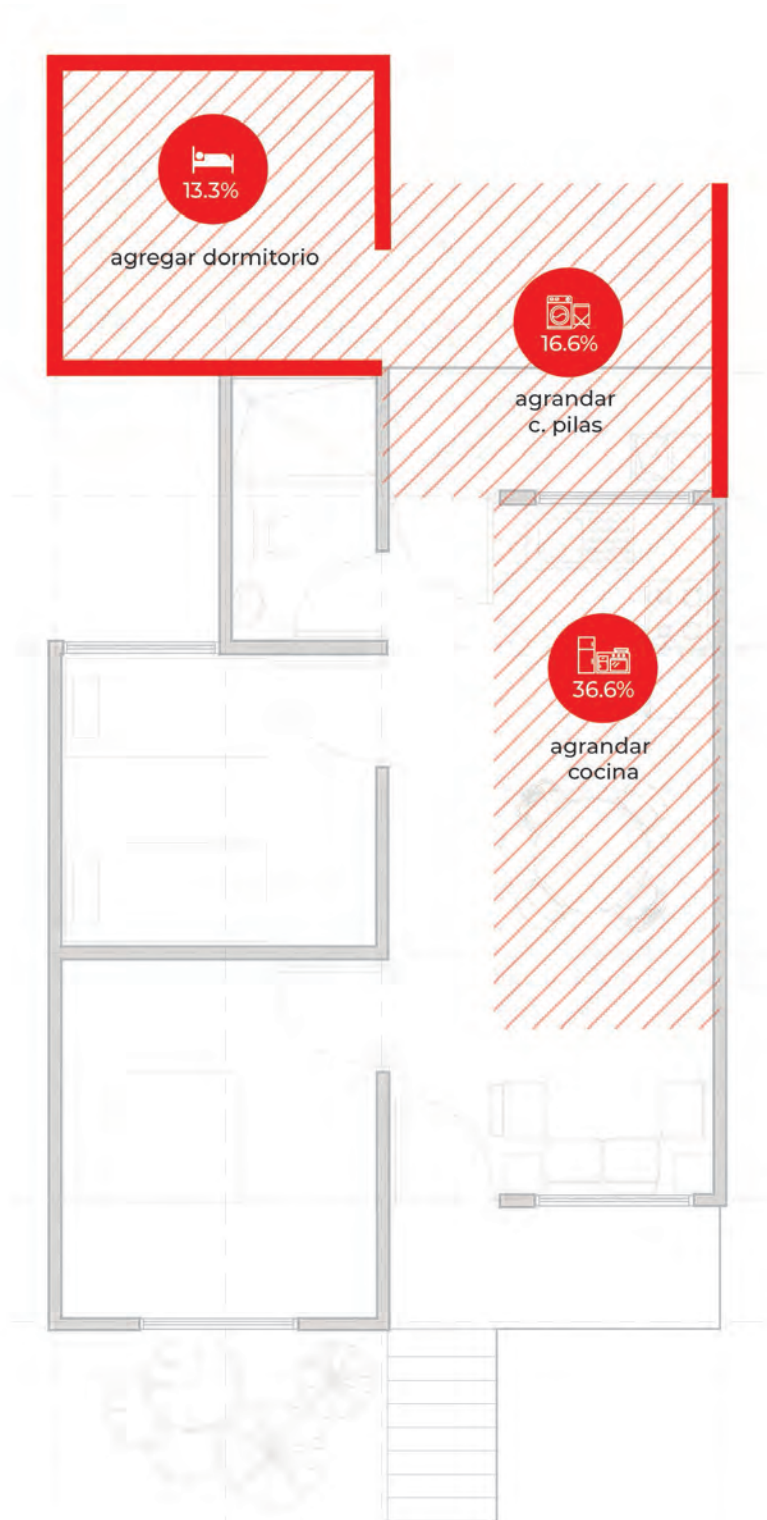 13.3%
agregar dormitorio
16.6%
agrandar
c. pilas
36.6%
agrandar
cocina